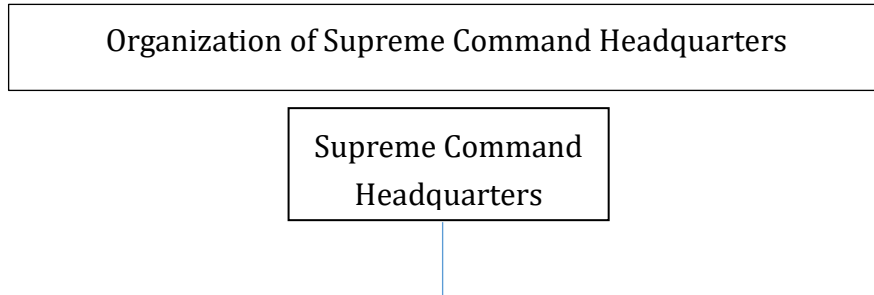 Organization of Supreme Command Headquarters
Supreme Command
Headquarters